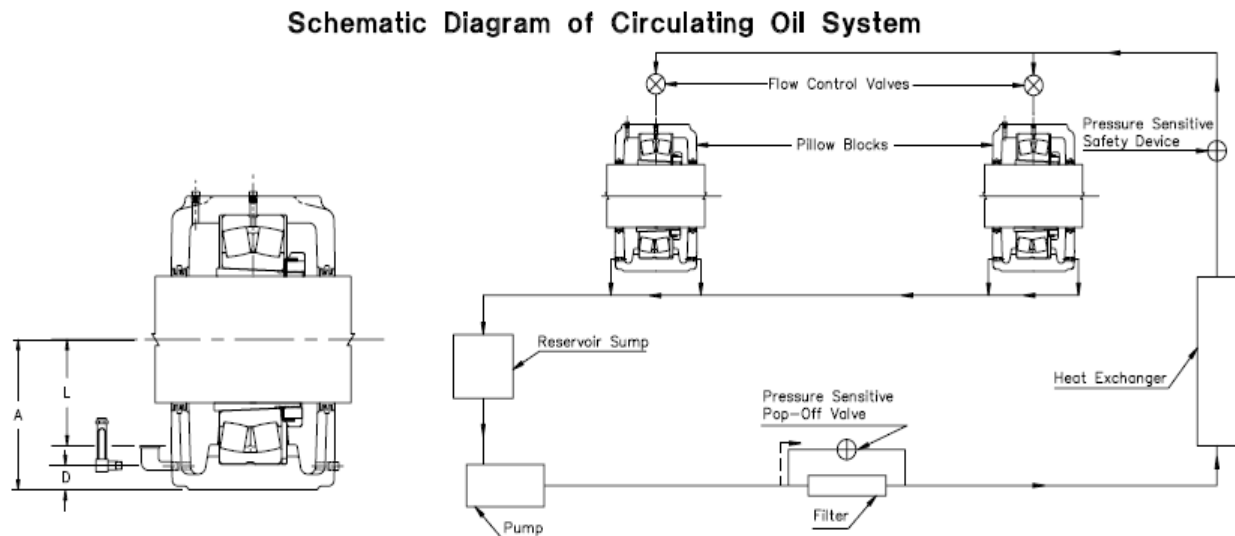 Schematic Diagram of Circulating Oil System
Flow Control Valves
Pillow Blocks
Pressure Sensitive
Safety Device
A
L
D
Reservoir Sump
Heat Exchanger
Pressure Sensitive
Pop-Off Valve
Pump
Filter